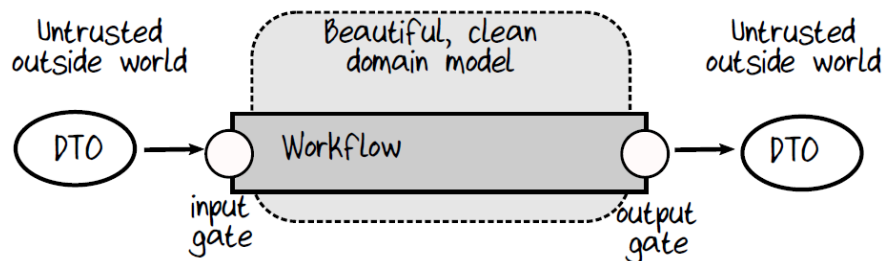 Untrusted
outside world
Beautiful, clean
domain model
Untrusted
outside world
DTO
Workflow
DTO
input
gate
output
gate